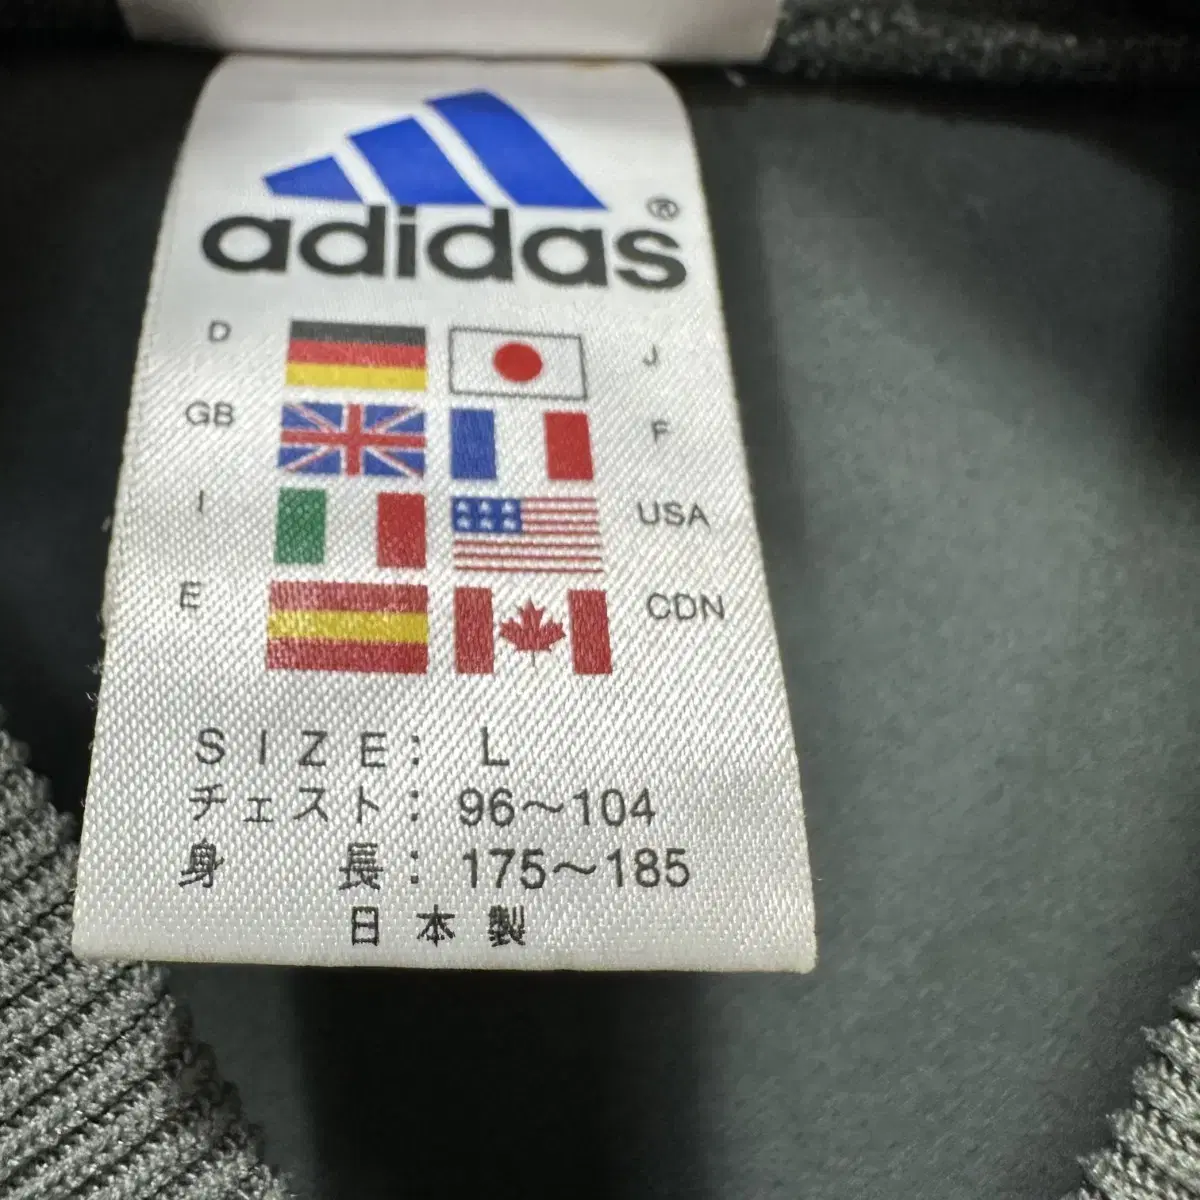 adidas®
D J
GB F
I USA
E CDN
SIZE: L
チェスト: 96～104
身長: 175～185
日本製